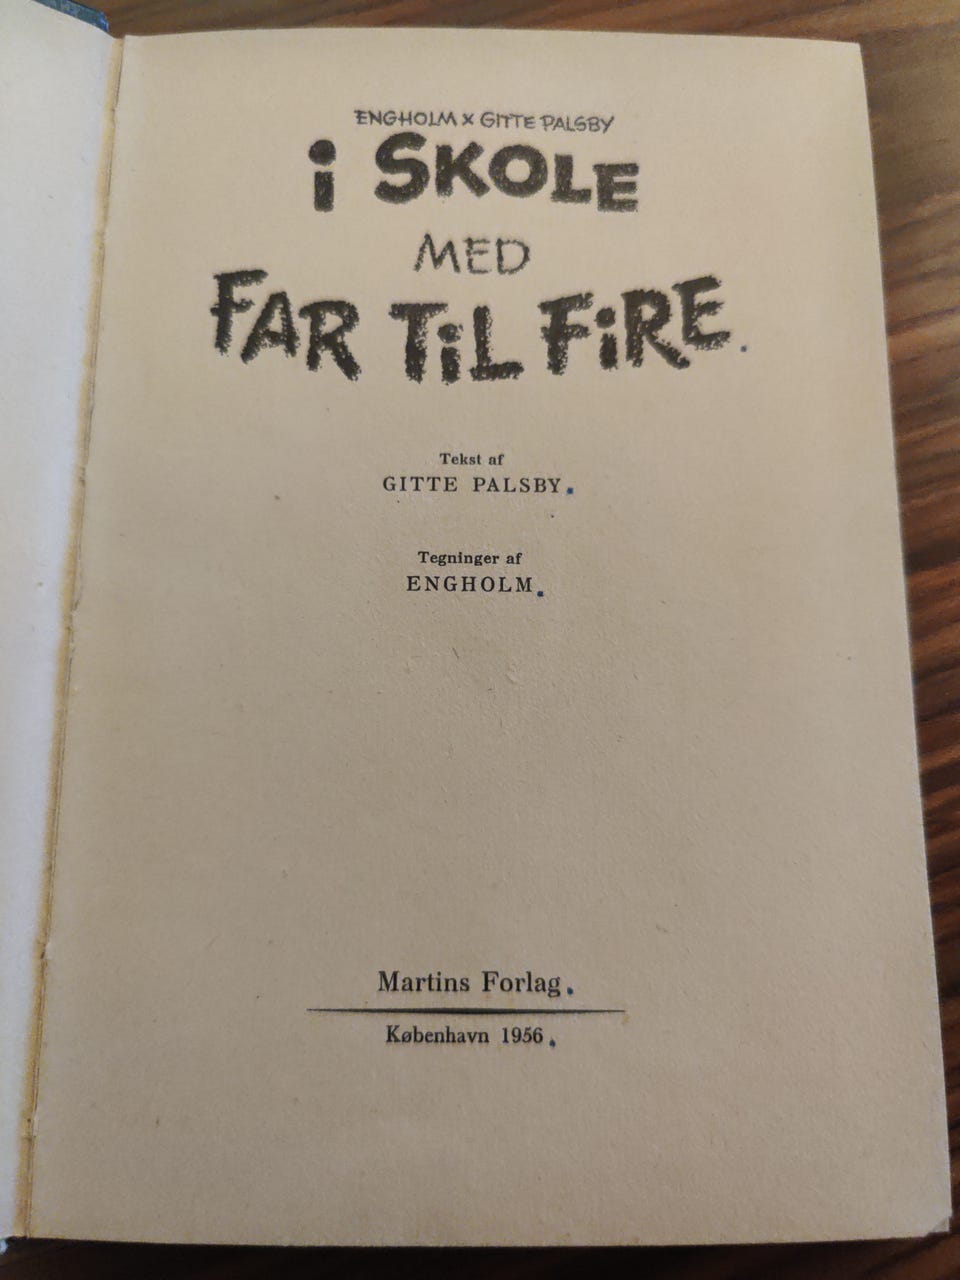 ENGHOLM x GITTE PALSBY
i SKOLE
MED
FAR TiL FiRE.
Tekst af
GITTE PALSBY.
Tegninger af
ENGHOLM.
Martins Forlag.
København 1956.